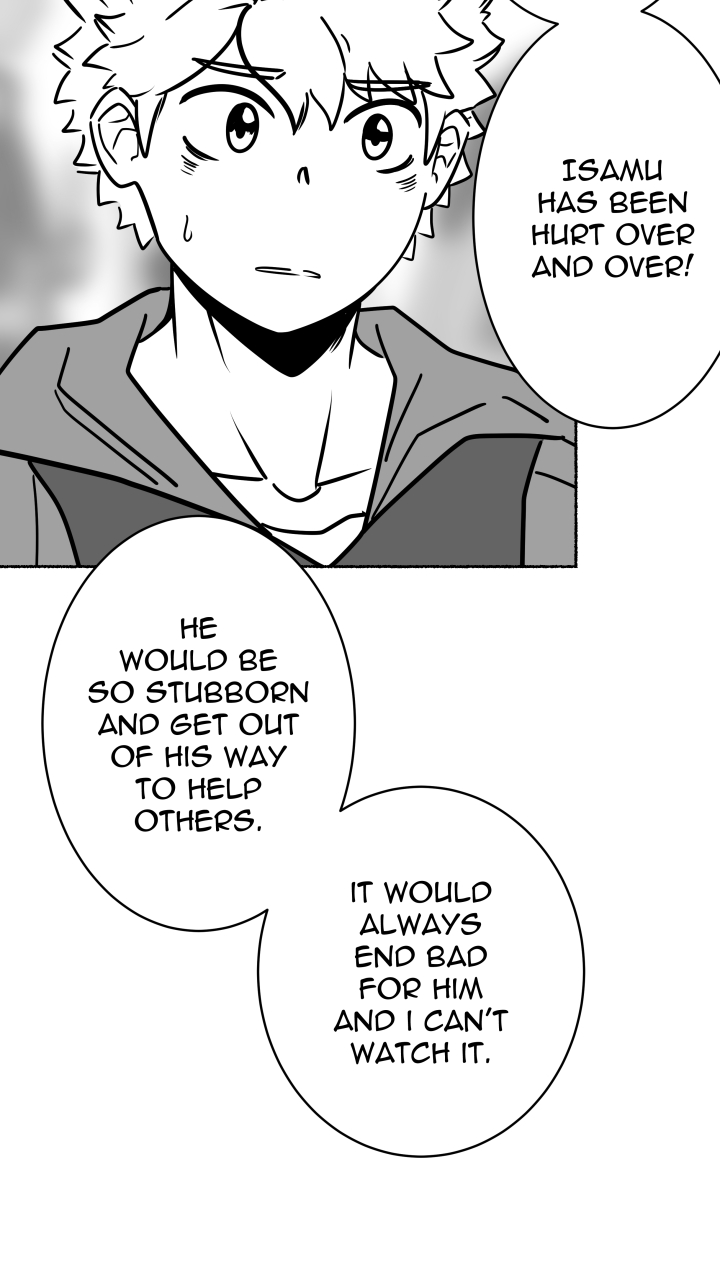 ISAMU
HAS BEEN
HURT OVER
AND OVER!
HE
WOULD BE
SO STUBBORN
AND GET OUT
OF HIS WAY
TO HELP
OTHERS.
IT WOULD
ALWAYS
END BAD
FOR HIM
AND I CAN'T
WATCH IT.